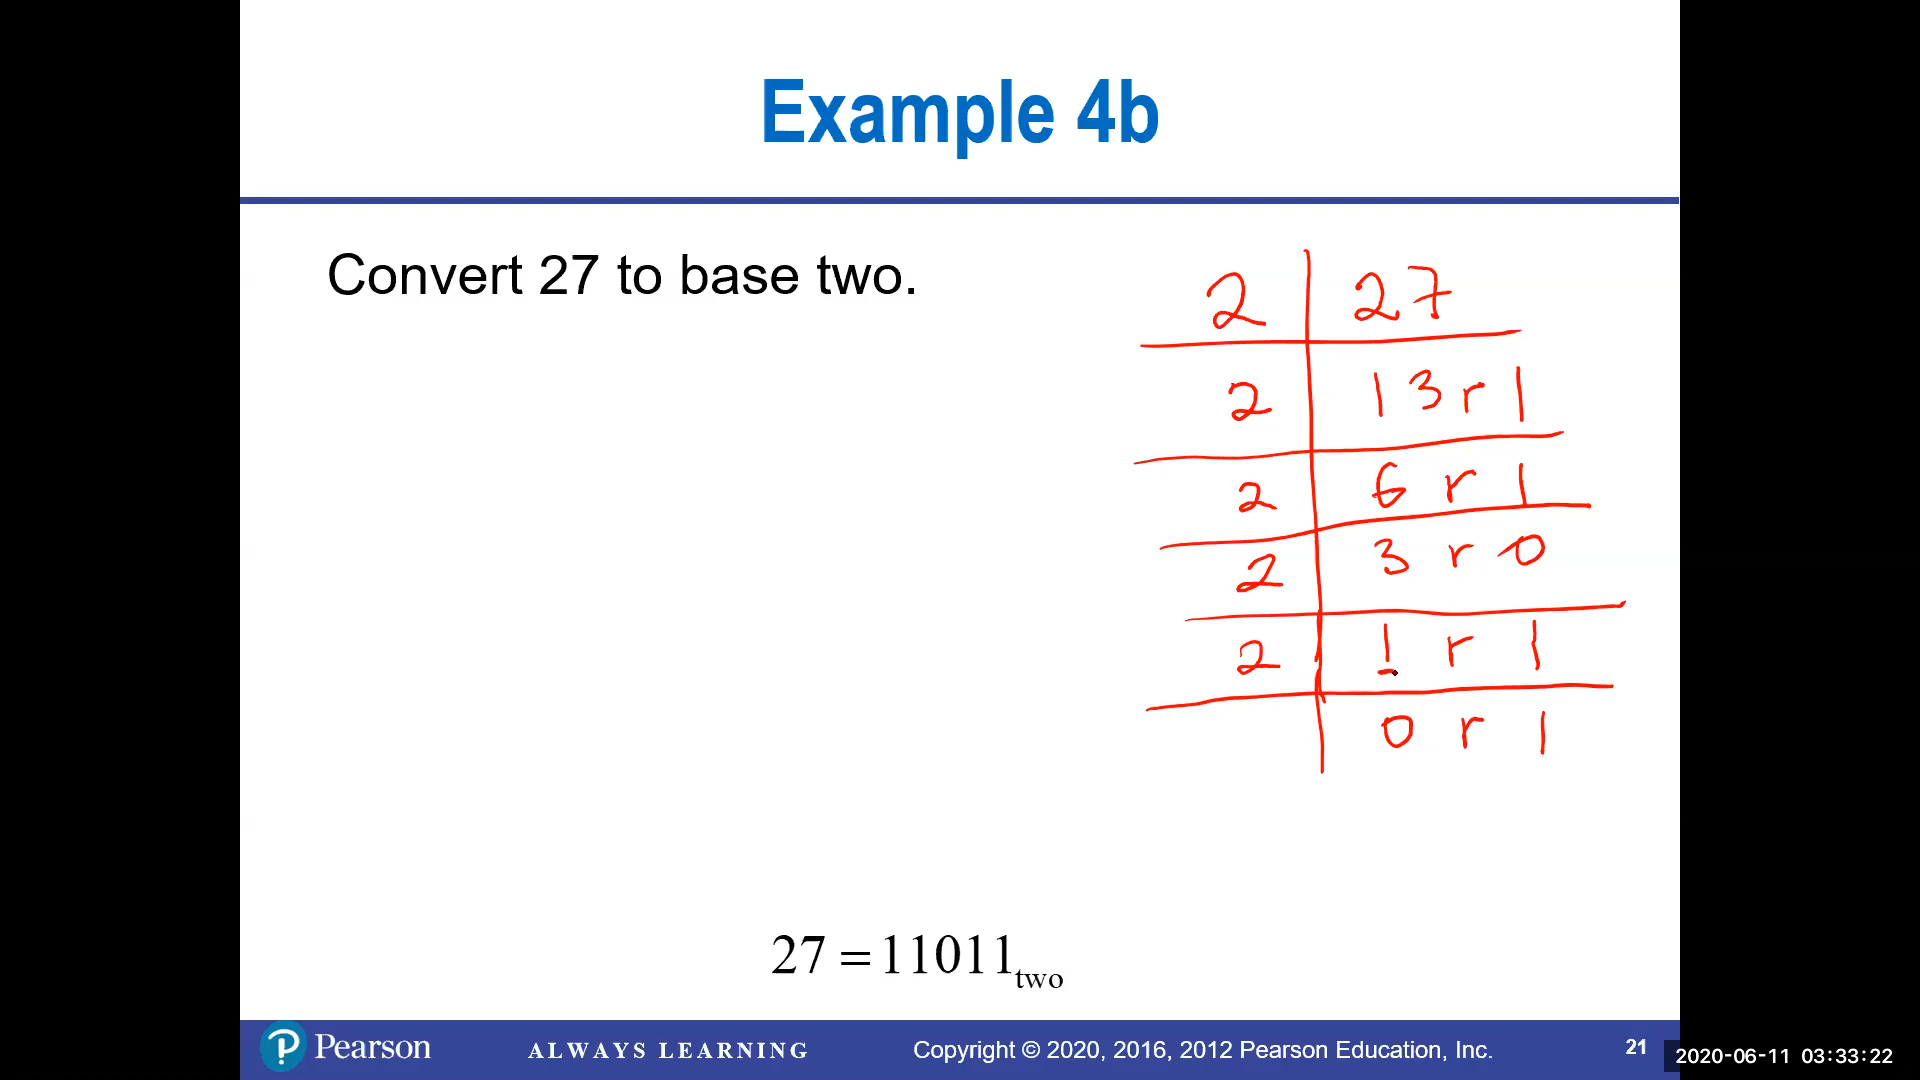 Example 4b
Convert 27 to base two.
2 27
2 13 r 1
2 6 r 1
2 3 r 0
2 1 r 1
0 r 1
27 = 11011two
Pearson
ALWAYS LEARNING
Copyright © 2020, 2016, 2012 Pearson Education, Inc.
21
2020-06-11 03:33:22